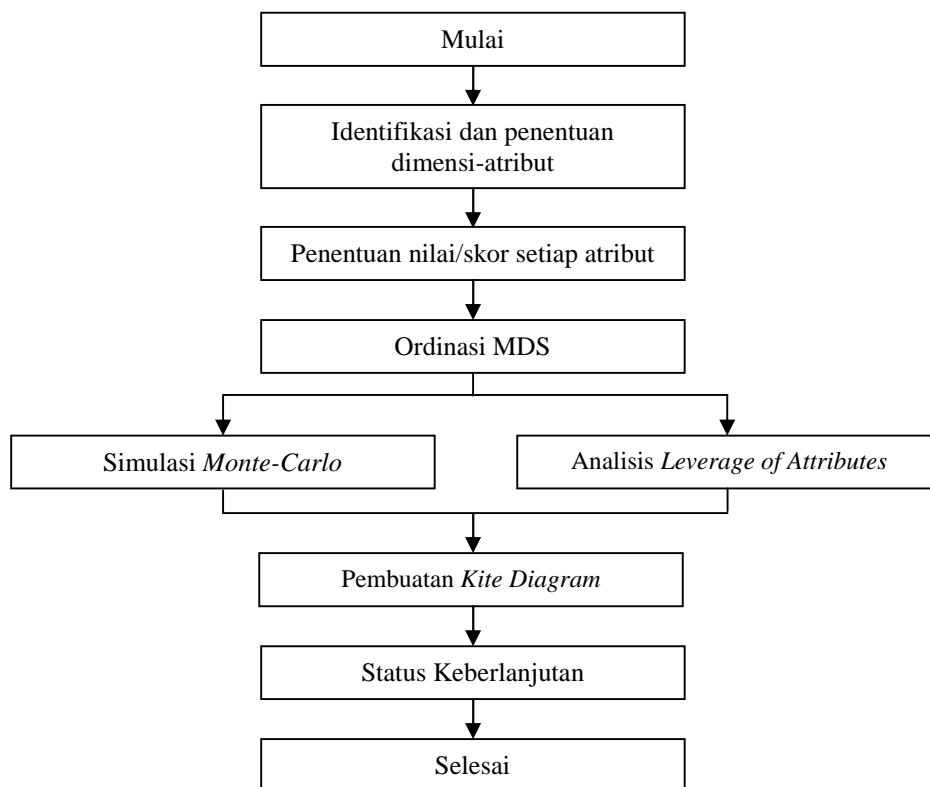 Mulai
Identifikasi dan penentuan
dimensi-atribut
Penentuan nilai/skor setiap atribut
Ordinasi MDS
Simulasi Monte-Carlo
Analisis Leverage of Attributes
Pembuatan Kite Diagram
Status Keberlanjutan
Selesai